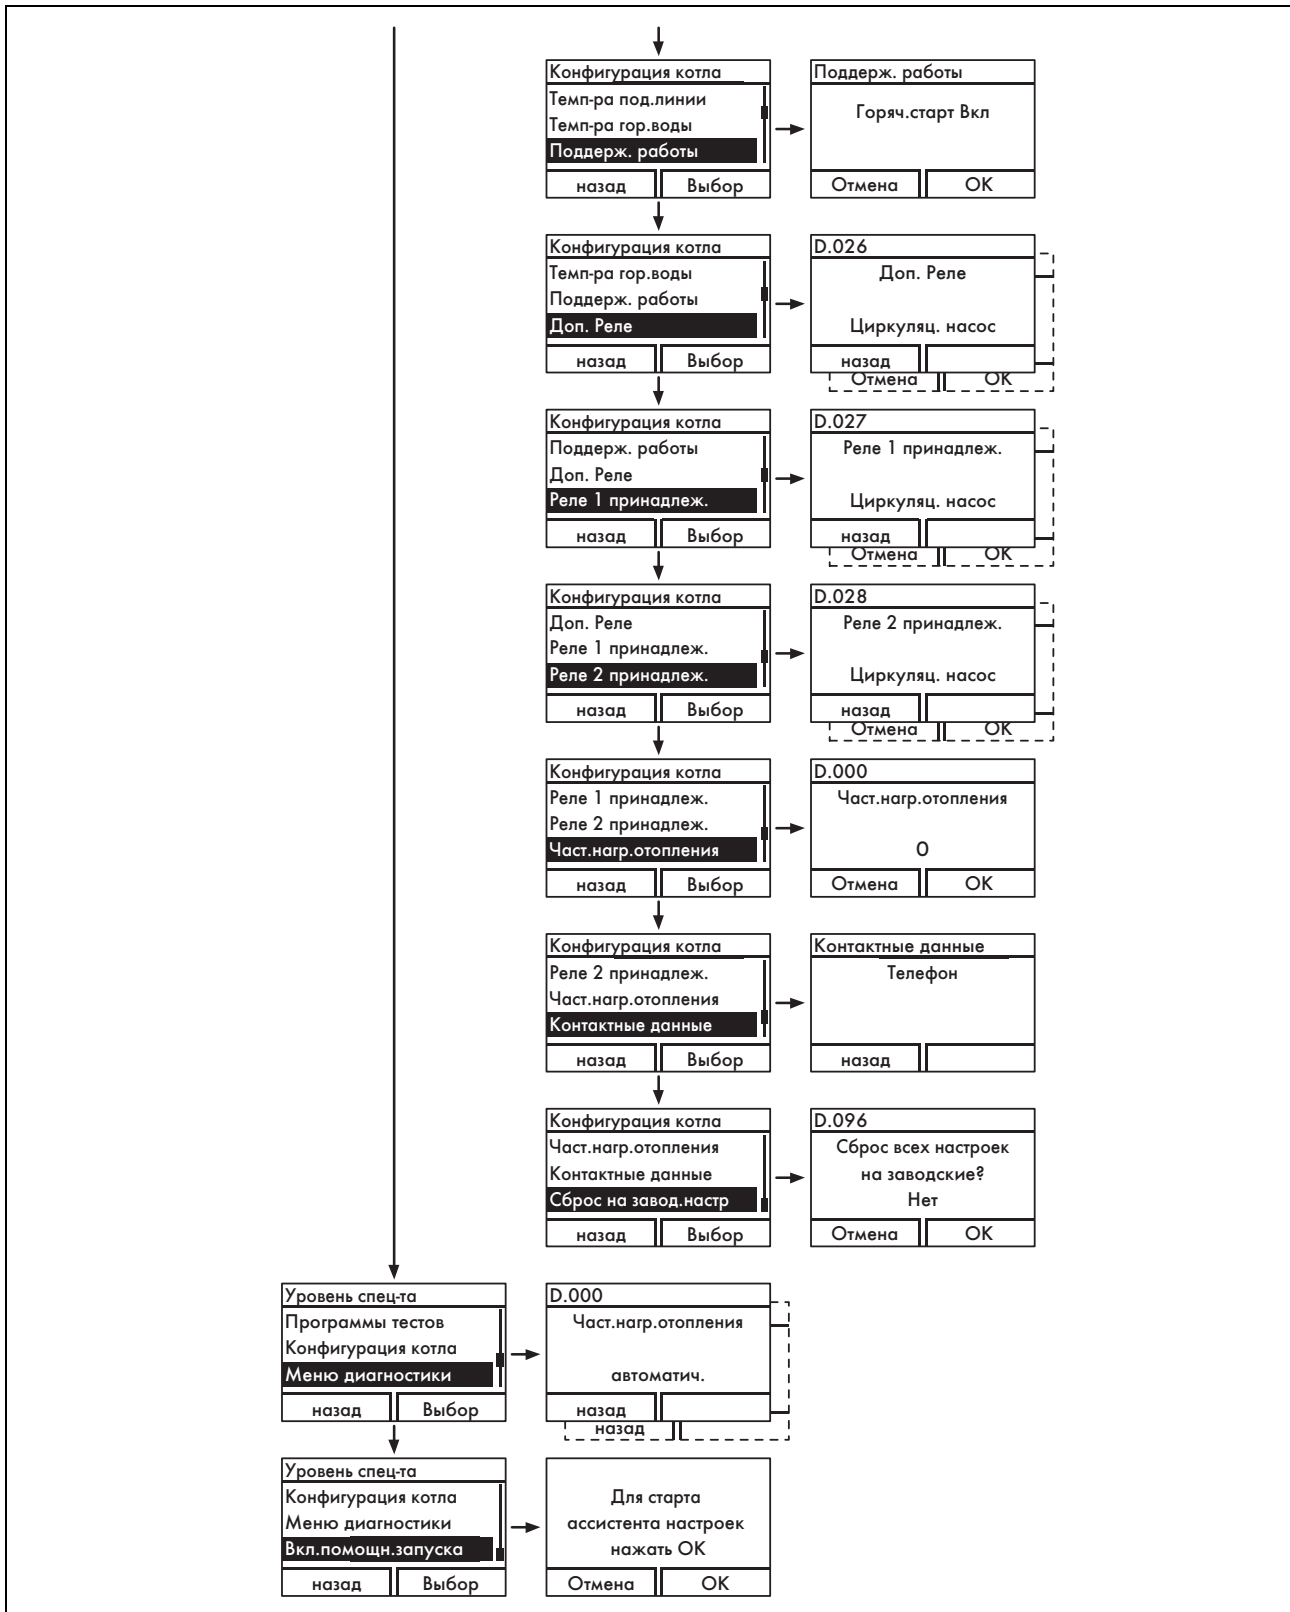 Конфигурация котла
Темп-ра под.линии
Темп-ра гор.воды
Поддерж. работы
назад Выбор
Поддерж. работы
Горяч.старт Вкл
Отмена OK
Конфигурация котла
Темп-ра гор.воды
Поддерж. работы
Доп. Реле
назад Выбор
D.026
Доп. Реле
Циркуляц. насос
назад
Отмена OK
Конфигурация котла
Поддерж. работы
Доп. Реле
Реле 1 принадлеж.
назад Выбор
D.027
Реле 1 принадлеж.
Циркуляц. насос
назад
Отмена OK
Конфигурация котла
Доп. Реле
Реле 1 принадлеж.
Реле 2 принадлеж.
назад Выбор
D.028
Реле 2 принадлеж.
Циркуляц. насос
назад
Отмена OK
Конфигурация котла
Реле 1 принадлеж.
Реле 2 принадлеж.
Част.нагр.отопления
назад Выбор
D.000
Част.нагр.отопления
0
Отмена OK
Конфигурация котла
Реле 2 принадлеж.
Част.нагр.отопления
Контактные данные
назад Выбор
Контактные данные
Телефон
назад
Конфигурация котла
Част.нагр.отопления
Контактные данные
Сброс на завод.настр
назад Выбор
D.096
Сброс всех настроек
на заводские?
Нет
Отмена OK
Уровень спец-та
Программы тестов
Конфигурация котла
Меню диагностики
назад Выбор
D.000
Част.нагр.отопления
автоматич.
назад
назад
Уровень спец-та
Конфигурация котла
Меню диагностики
Вкл.помощн.запуска
назад Выбор
Для старта
ассистента настроек
нажать OK
Отмена OK